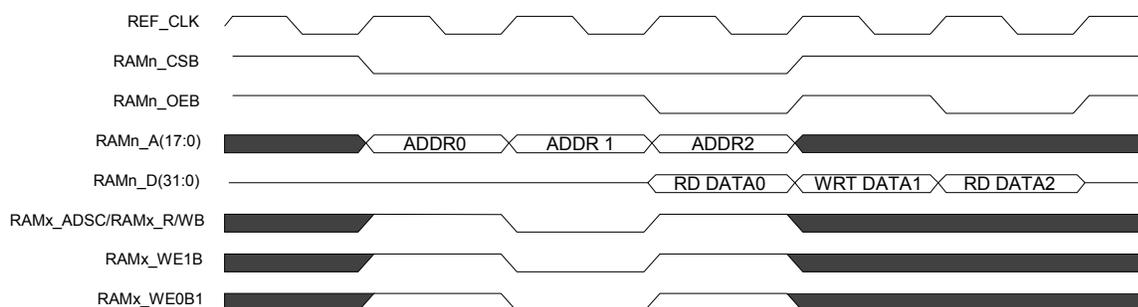 REF_CLK
RAMn_CSB
RAMn_OEB
RAMn_A(17:0) ADDR0 ADDR 1 ADDR2
RAMn_D(31:0) RD DATA0 WRT DATA1 RD DATA2
RAMx_ADSC/RAMx_R/WB
RAMx_WE1B
RAMx_WE0B1